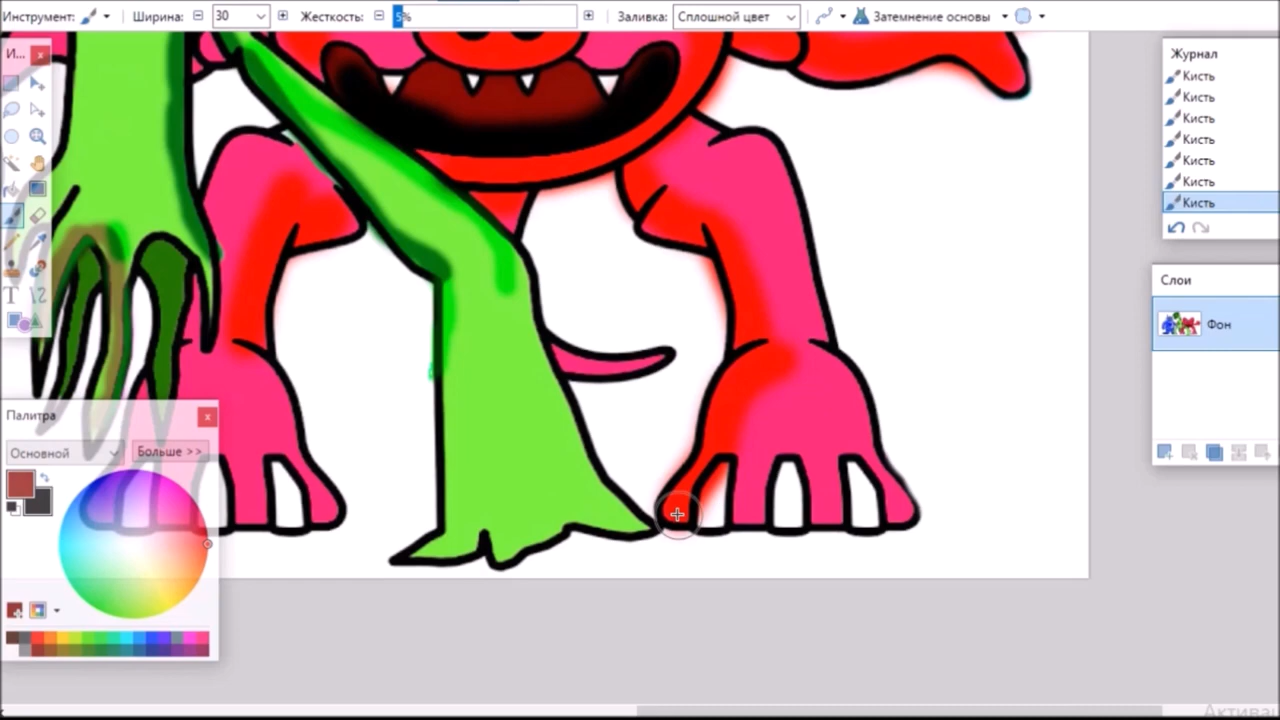 Инструмент: Ширина: 30 Жесткость: 5% Заливка: Сплошной цвет Затемнение основы
И...
Журнал
Кисть
Кисть
Кисть
Кисть
Кисть
Кисть
Кисть
Слои
Фон
Палитра
Основной Больше >>